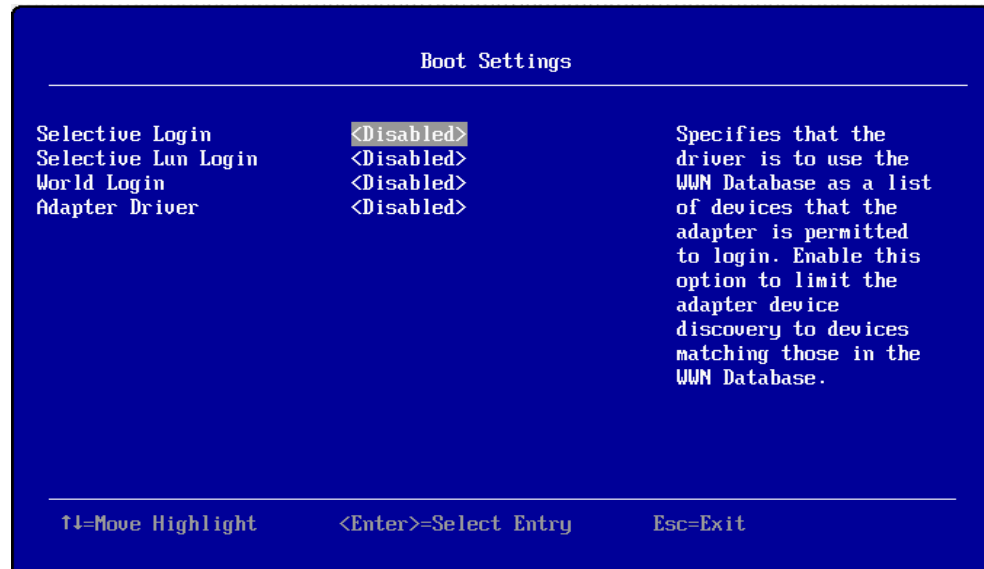 Boot Settings
Selective Login <Disabled>
Selective Lun Login <Disabled>
World Login <Disabled>
Adapter Driver <Disabled>
Specifies that the
driver is to use the
WWN Database as a list
of devices that the
adapter is permitted
to login. Enable this
option to limit the
adapter device
discovery to devices
matching those in the
WWN Database.
↑↓=Move Highlight <Enter>=Select Entry Esc=Exit